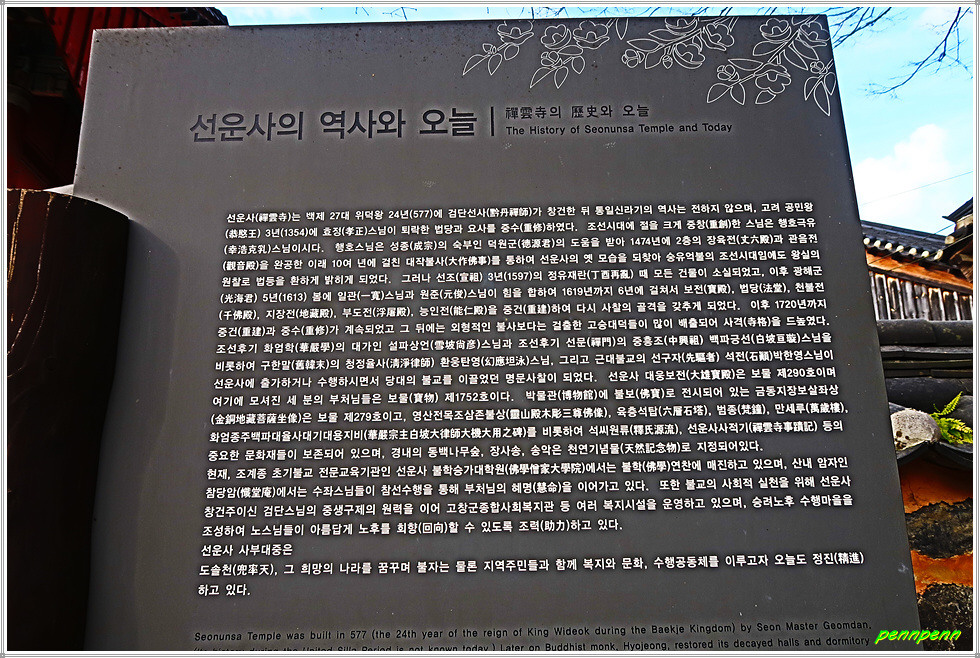 선운사의 역사와 오늘
禪雲寺의 歷史와 오늘
The History of Seonunsa Temple and Today
선운사(禪雲寺)는 백제 27대 위덕왕 24년(577)에 검단선사(黔丹禪師)가 창건한 뒤 통일신라기의 역사는 전하지 않으며, 고려 공민왕
(恭愍王) 3년(1354)에 효정(孝正)스님이 퇴락한 법당과 요사를 중수(重修)하였다. 조선시대에 절을 크게 중창(重創)한 스님은 행호극유
(幸浩克乳)스님이시다. 행호스님은 성종(成宗)의 숙부인 덕원군(德源君)의 도움을 받아 1474년에 2층의 장육전(丈六殿)과 관음전
(觀音殿)을 완공한 이래 10여 년에 걸친 대작불사(大作佛事)를 통하여 선운사의 옛 모습을 되찾아 숭유억불의 조선시대임에도 왕실의
원찰로 법등을 환하게 밝히게 되었다. 그러나 선조(宣祖) 3년(1597)의 정유재란(丁酉再亂) 때 모든 건물이 소실되었고, 이후 광해군
(光海君) 5년(1613) 봄에 일관(一寬)스님과 원준(元俊)스님이 힘을 합하여 1619년까지 6년에 걸쳐서 보전(寶殿), 법당(法堂), 천불전
(千佛殿), 지장전(地藏殿), 부도전(浮屠殿), 능인전(能仁殿)을 중건(重建)하여 다시 사찰의 골격을 갖추게 되었다. 이후 1720년까지
중건(重建)과 중수(重修)가 계속되었고 그 뒤에는 외형적인 불사보다는 걸출한 고승대덕들이 많이 배출되어 사격(寺格)을 드높였다.
조선후기 화엄학(華嚴學)의 대가인 설파상언(雪坡尙彦)스님과 조선후기 선문(禪門)의 중흥조(中興祖) 백파긍선(白坡亘璇)스님을
비롯하여 구한말(舊韓末)의 청정율사(淸淨律師) 환응탄영(幻應坦泳)스님, 그리고 근대불교의 선구자(先驅者) 석전(石顚)박한영스님이
선운사에 출가하거나 수행하시면서 당대의 불교를 이끌었던 명문사찰이 되었다. 선운사 대웅보전(大雄寶殿)은 보물 제290호이며
여기에 모셔진 세 분의 부처님들은 보물(寶物) 제1752호이다. 박물관(博物館)에 불보(佛寶)로 전시되어 있는 금동지장보살좌상
(金銅地藏菩薩坐像)은 보물 제279호이고, 영산전목조삼존불상(靈山殿木彫三尊佛像), 육층석탑(六層石塔), 범종(梵鐘), 만세루(萬歲樓),
화엄종주백파대율사대기대용지비(華嚴宗主白坡大律師大機大用之碑)를 비롯하여 석씨원류(釋氏源流), 선운사사적기(禪雲寺事蹟記) 등의
중요한 문화재들이 보존되어 있으며, 경내의 동백나무숲, 장사송, 송악은 천연기념물(天然記念物)로 지정되어있다.
현재, 조계종 초기불교 전문교육기관인 선운사 불학승가대학원(佛學僧家大學院)에서는 불학(佛學)연찬에 매진하고 있으며, 산내 암자인
참당암(懺堂庵)에서는 수좌스님들이 참선수행을 통해 부처님의 혜명(慧命)을 이어가고 있다. 또한 불교의 사회적 실천을 위해 선운사
창건주이신 검단스님의 중생구제의 원력을 이어 고창군종합사회복지관 등 여러 복지시설을 운영하고 있으며, 승려노후 수행마을을
조성하여 노스님들이 아름답게 노후를 회향(回向)할 수 있도록 조력(助力)하고 있다.
선운사 사부대중은
도솔천(兜率天), 그 희망의 나라를 꿈꾸며 불자는 물론 지역주민들과 함께 복지와 문화, 수행공동체를 이루고자 오늘도 정진(精進)
하고 있다.
Seonunsa Temple was built in 577 (the 24th year of the reign of King Wideok during the Baekje Kingdom) by Seon Master Geomdan,
(its history during the United Silla Period is not known today.) Later on Buddhist monk, Hyojeong, restored its decayed halls and dormitory
pennpenn